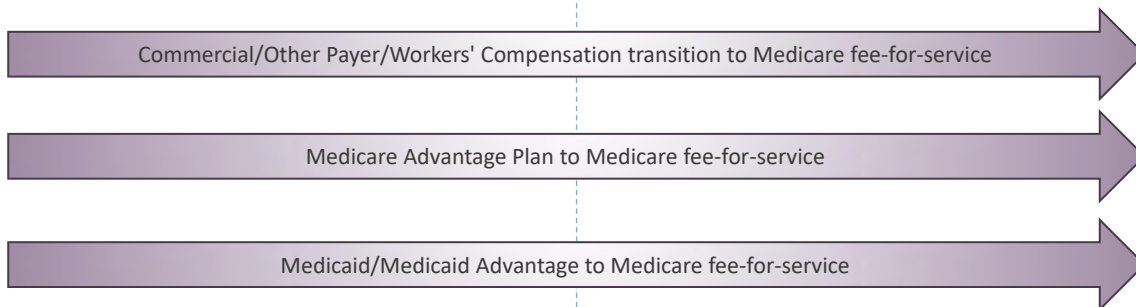 Commercial/Other Payer/Workers' Compensation transition to Medicare fee-for-service
Medicare Advantage Plan to Medicare fee-for-service
Medicaid/Medicaid Advantage to Medicare fee-for-service